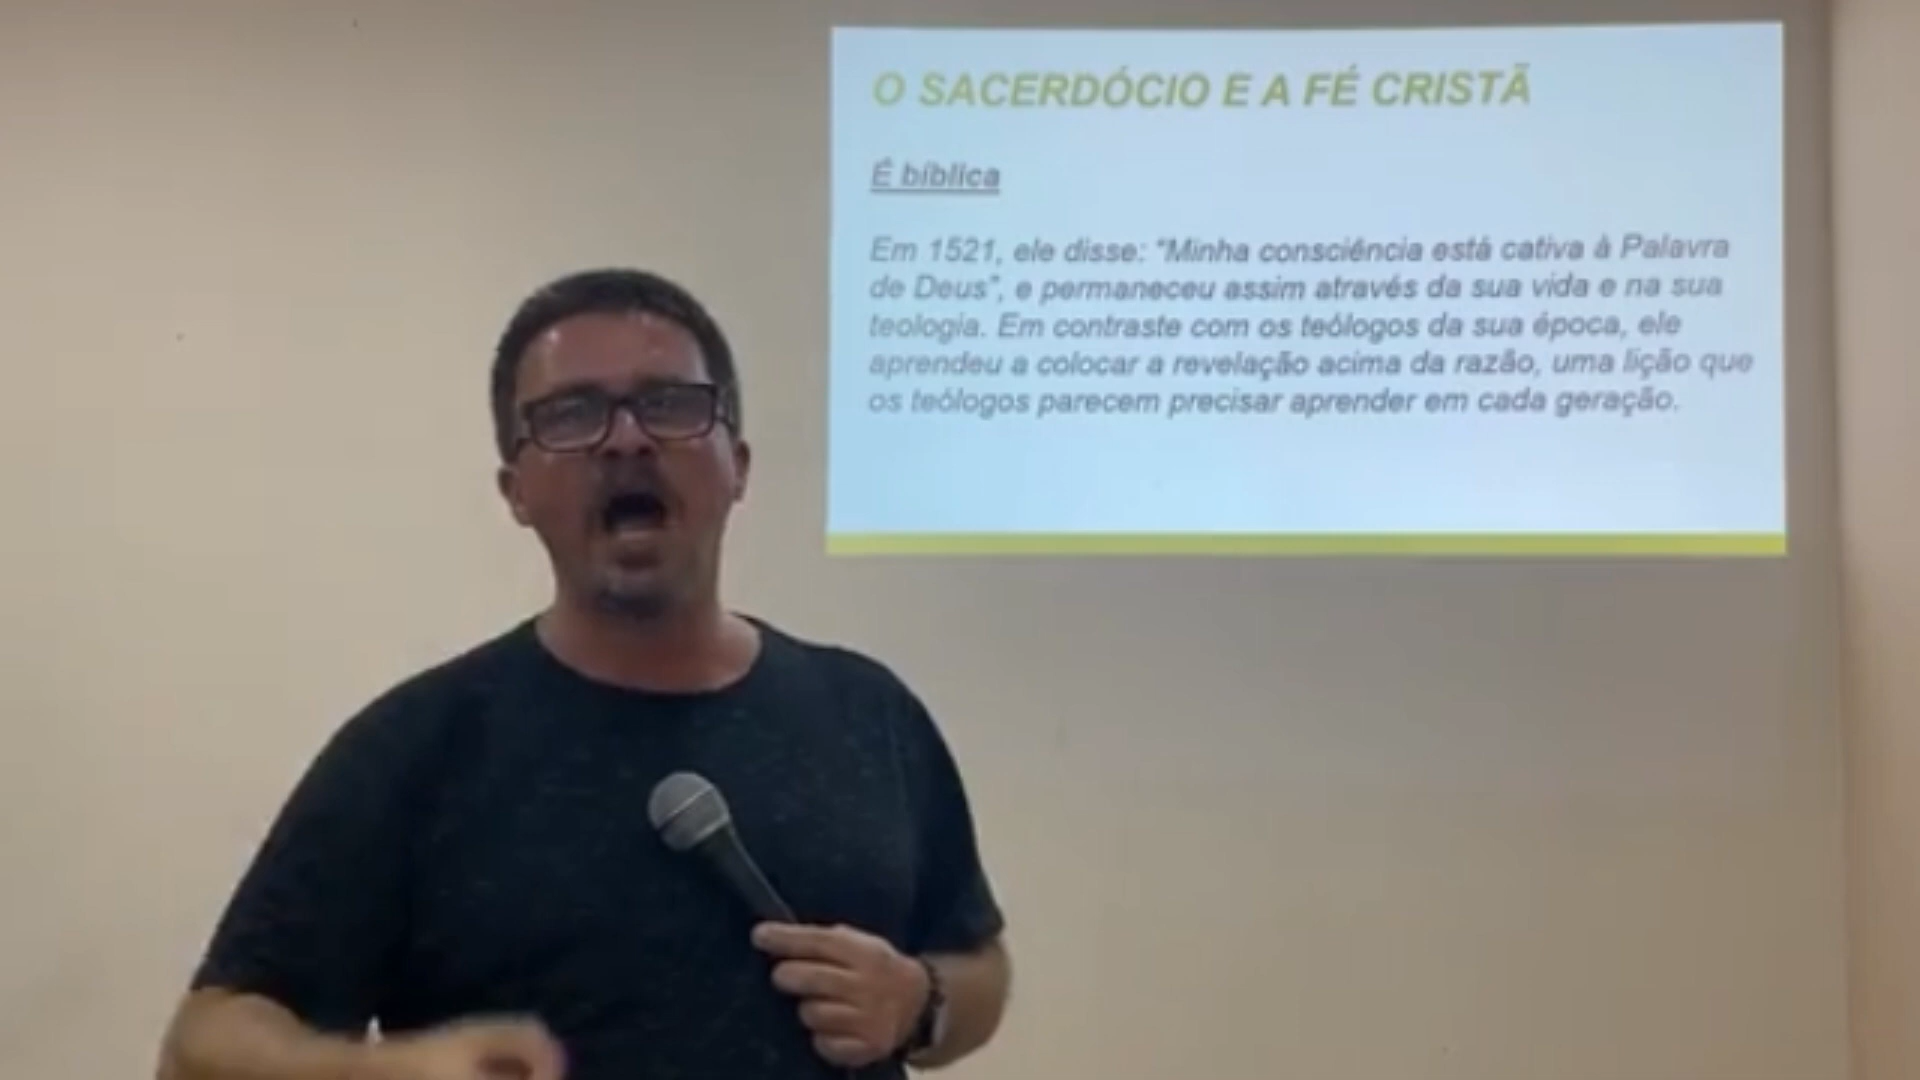 O SACERDÓCIO E A FÉ CRISTÃ
É bíblica
Em 1521, ele disse: "Minha consciência está cativa à Palavra
de Deus", e permaneceu assim através da sua vida e na sua
teologia. Em contraste com os teólogos da sua época, ele
aprendeu a colocar a revelação acima da razão, uma lição que
os teólogos parecem precisar aprender em cada geração.